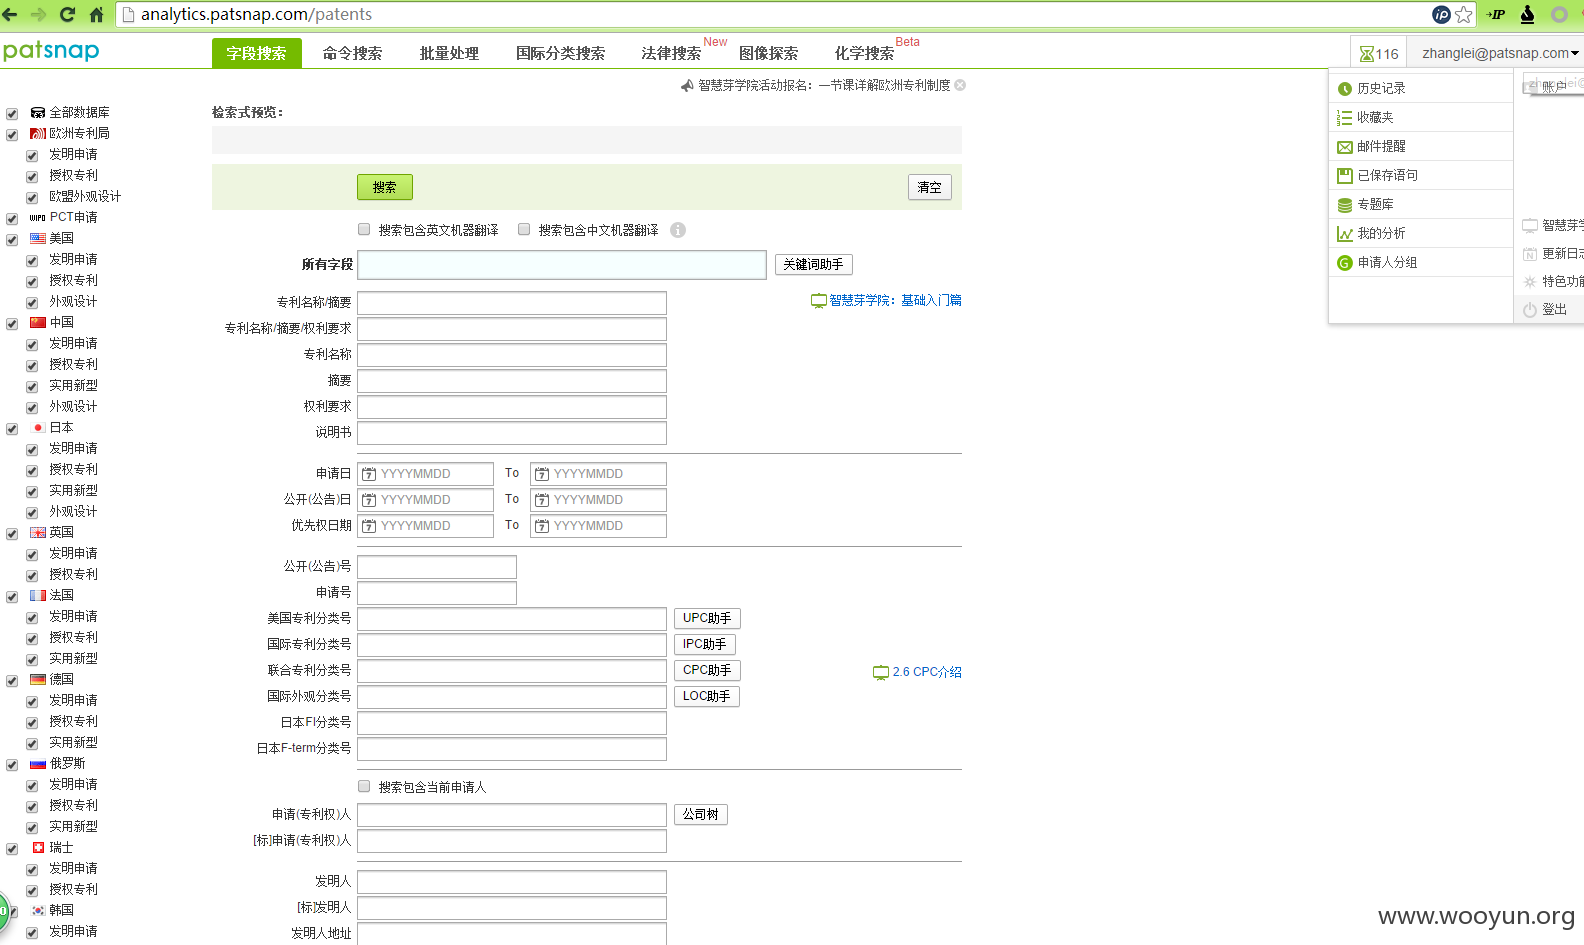 analytics.patsnap.com/patents
patsnap
字段搜索
命令搜索
批量处理
国际分类搜索
法律搜索
New
图像探索
化学搜索
Beta
116
zhanglei@patsnap.com
智慧芽学院活动报名：一节课详解欧洲专利制度
历史记录
收藏夹
邮件提醒
已保存语句
专题库
我的分析
申请人分组
账户
智慧芽学
更新日志
特色功能
登出
全部数据库
欧洲专利局
发明申请
授权专利
欧盟外观设计
WIPO PCT申请
美国
发明申请
授权专利
外观设计
中国
发明申请
授权专利
实用新型
外观设计
日本
发明申请
授权专利
实用新型
外观设计
英国
发明申请
授权专利
法国
发明申请
授权专利
实用新型
德国
发明申请
授权专利
实用新型
俄罗斯
发明申请
授权专利
实用新型
瑞士
发明申请
授权专利
韩国
发明申请
检索式预览：
搜索
清空
搜索包含英文机器翻译
搜索包含中文机器翻译
所有字段
关键词助手
专利名称/摘要
智慧芽学院：基础入门篇
专利名称/摘要/权利要求
专利名称
摘要
权利要求
说明书
申请日 7 YYYYMMDD To 7 YYYYMMDD
公开(公告)日 7 YYYYMMDD To 7 YYYYMMDD
优先权日期 7 YYYYMMDD To 7 YYYYMMDD
公开(公告)号
申请号
美国专利分类号 UPC助手
国际专利分类号 IPC助手
联合专利分类号 CPC助手
2.6 CPC介绍
国际外观分类号 LOC助手
日本FI分类号
日本F-term分类号
搜索包含当前申请人
申请(专利权)人 公司树
[标]申请(专利权)人
发明人
[标]发明人
发明人地址
www.wooyun.org